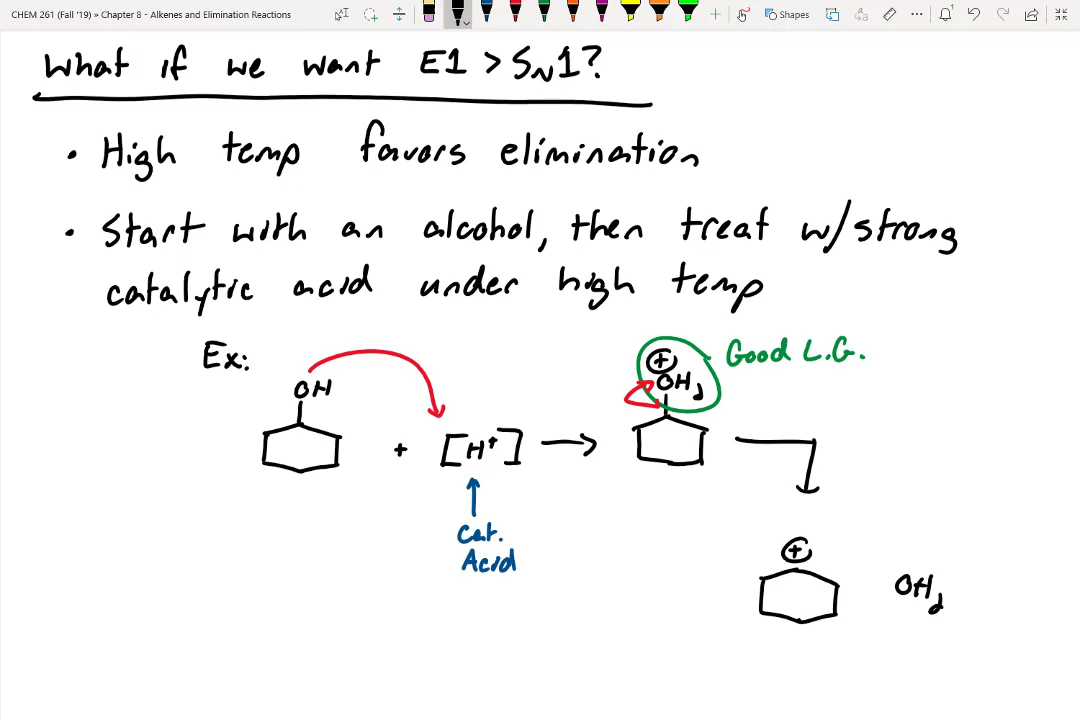 CHEM 261 (Fall '19) » Chapter 8 - Alkenes and Elimination Reactions
Shapes
What if we want E1 > SN1?
• High temp favors elimination
• Start with an alcohol, then treat w/strong
catalytic acid under high temp
Ex:
OH
+ [H+]
Cat.
Acid
+
OH2
Good L.G.
+
OH2